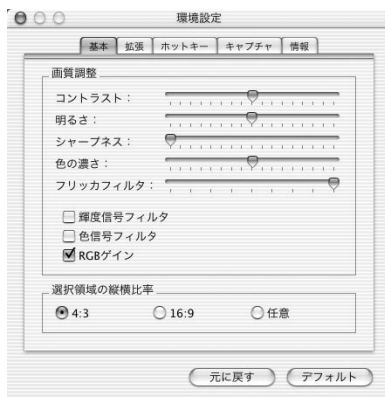 環境設定
基本 拡張 ホットキー キャプチャ 情報
画質調整
コントラスト：
明るさ：
シャープネス：
色の濃さ：
フリッカフィルタ：
輝度信号フィルタ
色信号フィルタ
RGBゲイン
選択領域の縦横比率
4:3 16:9 任意
元に戻す デフォルト